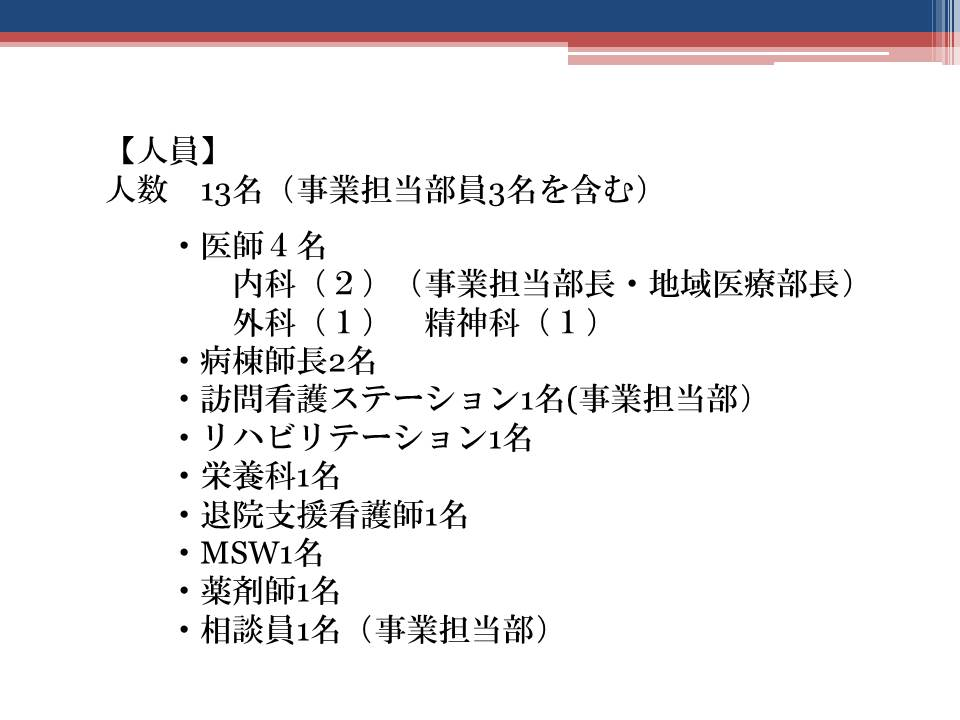 【人員】
人数　13名（事業担当部員3名を含む）
・医師４名
内科（２）（事業担当部長・地域医療部長）
外科（１）　精神科（１）
・病棟師長2名
・訪問看護ステーション1名(事業担当部）
・リハビリテーション1名
・栄養科1名
・退院支援看護師1名
・MSW1名
・薬剤師1名
・相談員1名（事業担当部）